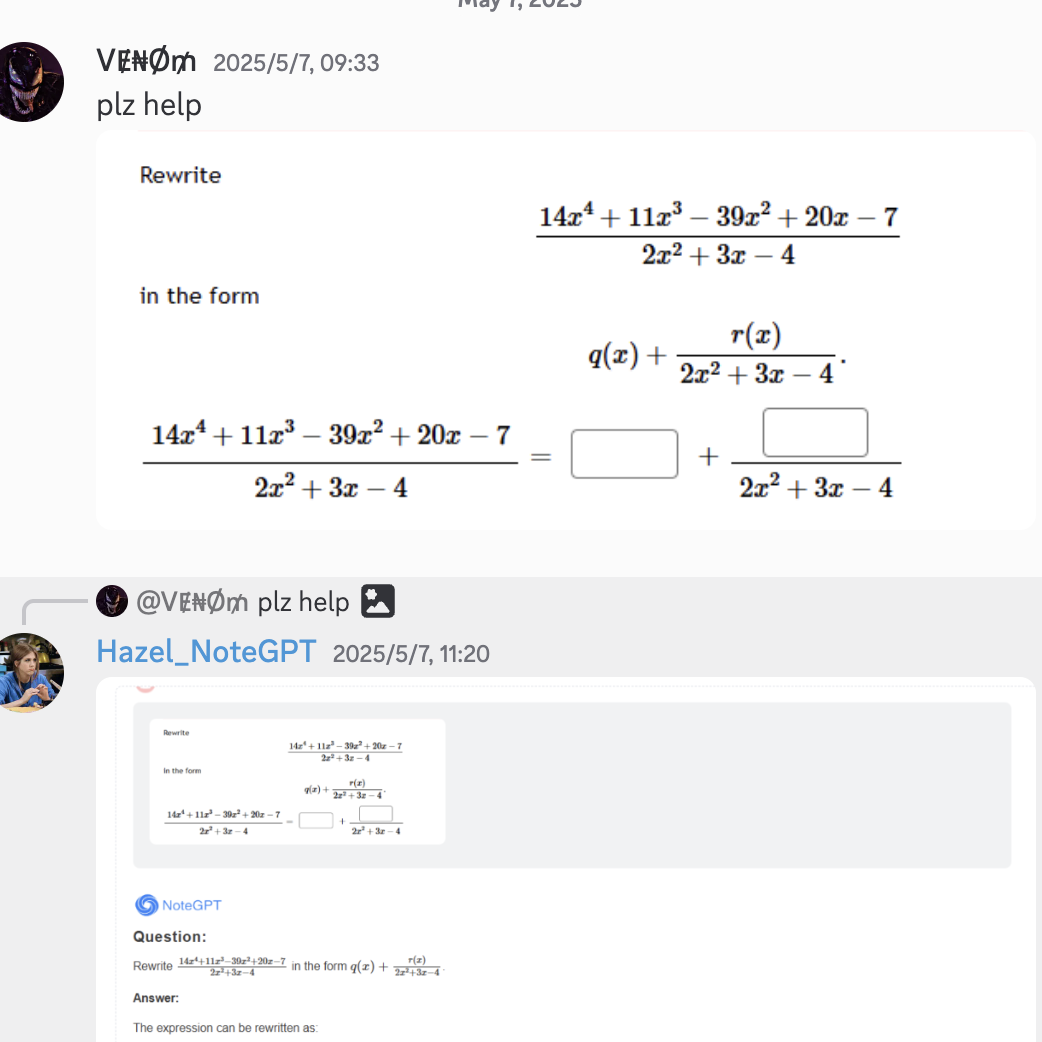 May 7, 2025
VɆ₦Ø₥ 2025/5/7, 09:33
plz help
Rewrite
\frac{14x^4 + 11x^3 − 39x^2 + 20x − 7}{2x^2 + 3x − 4}
in the form
q(x) + \frac{r(x)}{2x^2 + 3x − 4}.
\frac{14x^4 + 11x^3 − 39x^2 + 20x − 7}{2x^2 + 3x − 4} = □ + \frac{□}{2x^2 + 3x − 4}
@VɆ₦Ø₥ plz help
Hazel_NoteGPT 2025/5/7, 11:20
Rewrite
\frac{14x^4 + 11x^3 − 39x^2 + 20x − 7}{2x^2 + 3x − 4}
in the form
q(x) + \frac{r(x)}{2x^2 + 3x − 4}.
\frac{14x^4 + 11x^3 − 39x^2 + 20x − 7}{2x^2 + 3x − 4} = □ + \frac{□}{2x^2 + 3x − 4}
NoteGPT
Question:
Rewrite \frac{14x^4+11x^3−39x^2+20x−7}{2x^2+3x−4} in the form q(x) + \frac{r(x)}{2x^2+3x−4}.
Answer:
The expression can be rewritten as: